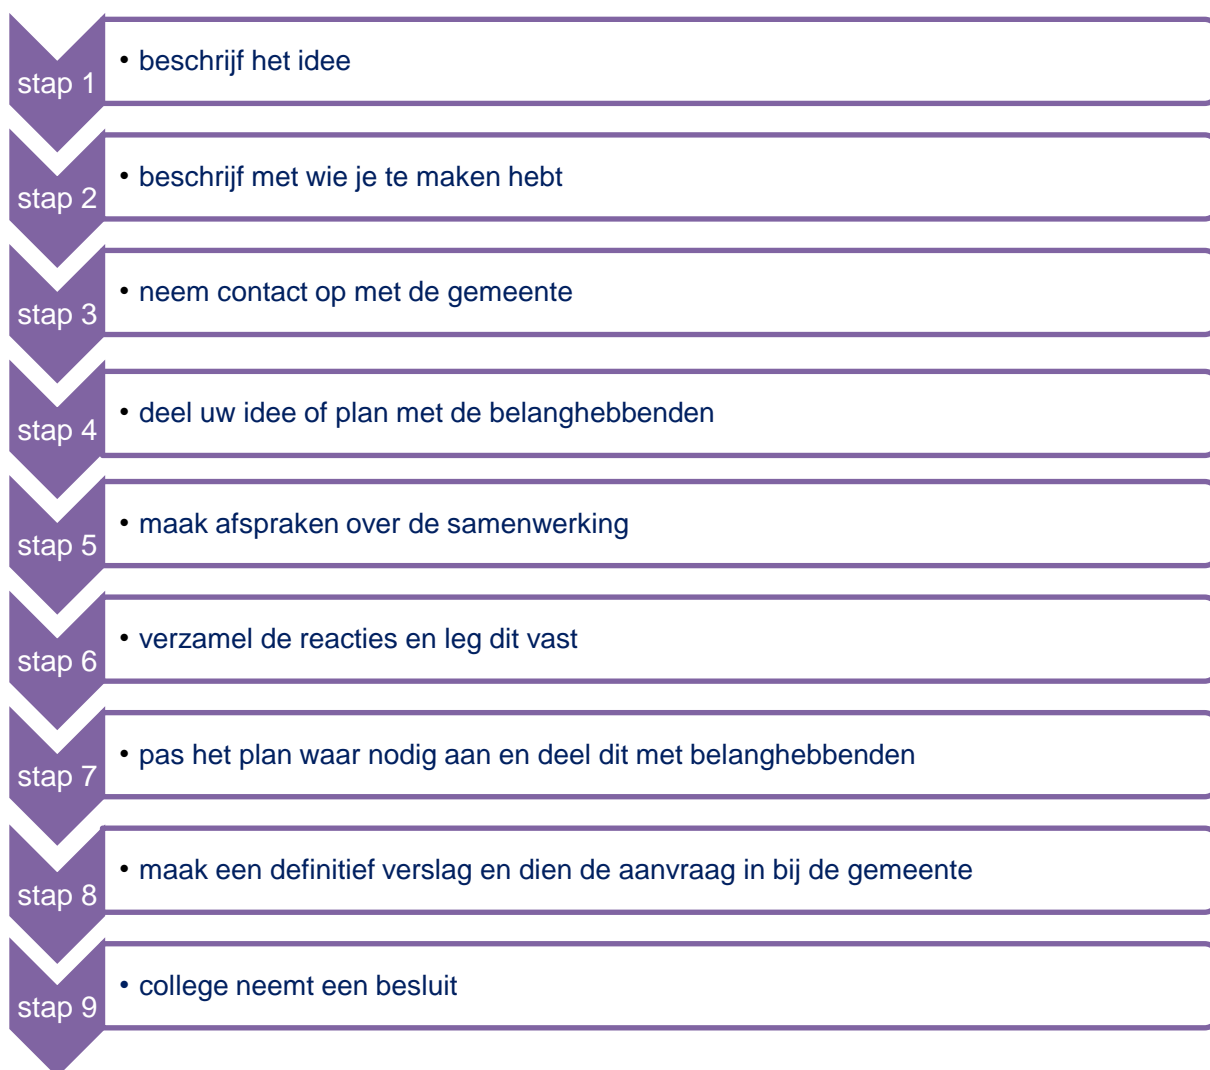 stap 1
• beschrijf het idee
stap 2
• beschrijf met wie je te maken hebt
stap 3
• neem contact op met de gemeente
stap 4
• deel uw idee of plan met de belanghebbenden
stap 5
• maak afspraken over de samenwerking
stap 6
• verzamel de reacties en leg dit vast
stap 7
• pas het plan waar nodig aan en deel dit met belanghebbenden
stap 8
• maak een definitief verslag en dien de aanvraag in bij de gemeente
stap 9
• college neemt een besluit